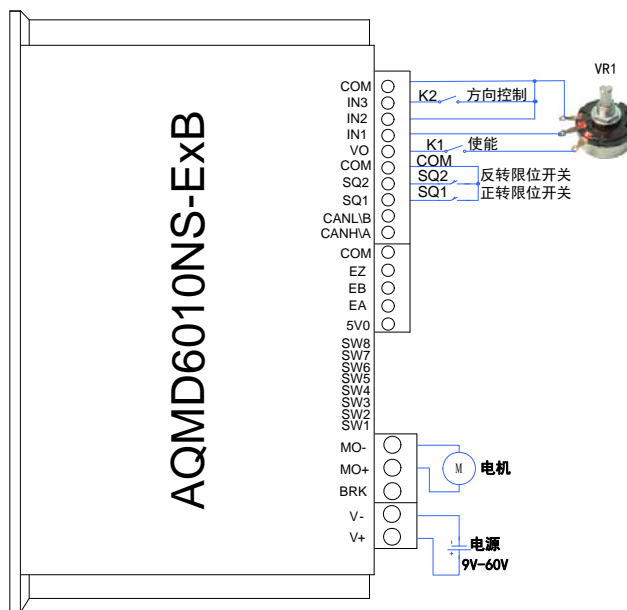 AQMD6010NS-ExB
VR1
COM
IN3
K2
方向控制
IN2
IN1
VO
K1
使能
COM
COM
SQ2
SQ2
反转限位开关
SQ1
SQ1
正转限位开关
CANL\B
CANH\A
COM
EZ
EB
EA
5V0
SW8
SW7
SW6
SW5
SW4
SW3
SW2
SW1
MO-
MO+
M
电机
BRK
V-
V+
+
+
电源
9V-60V